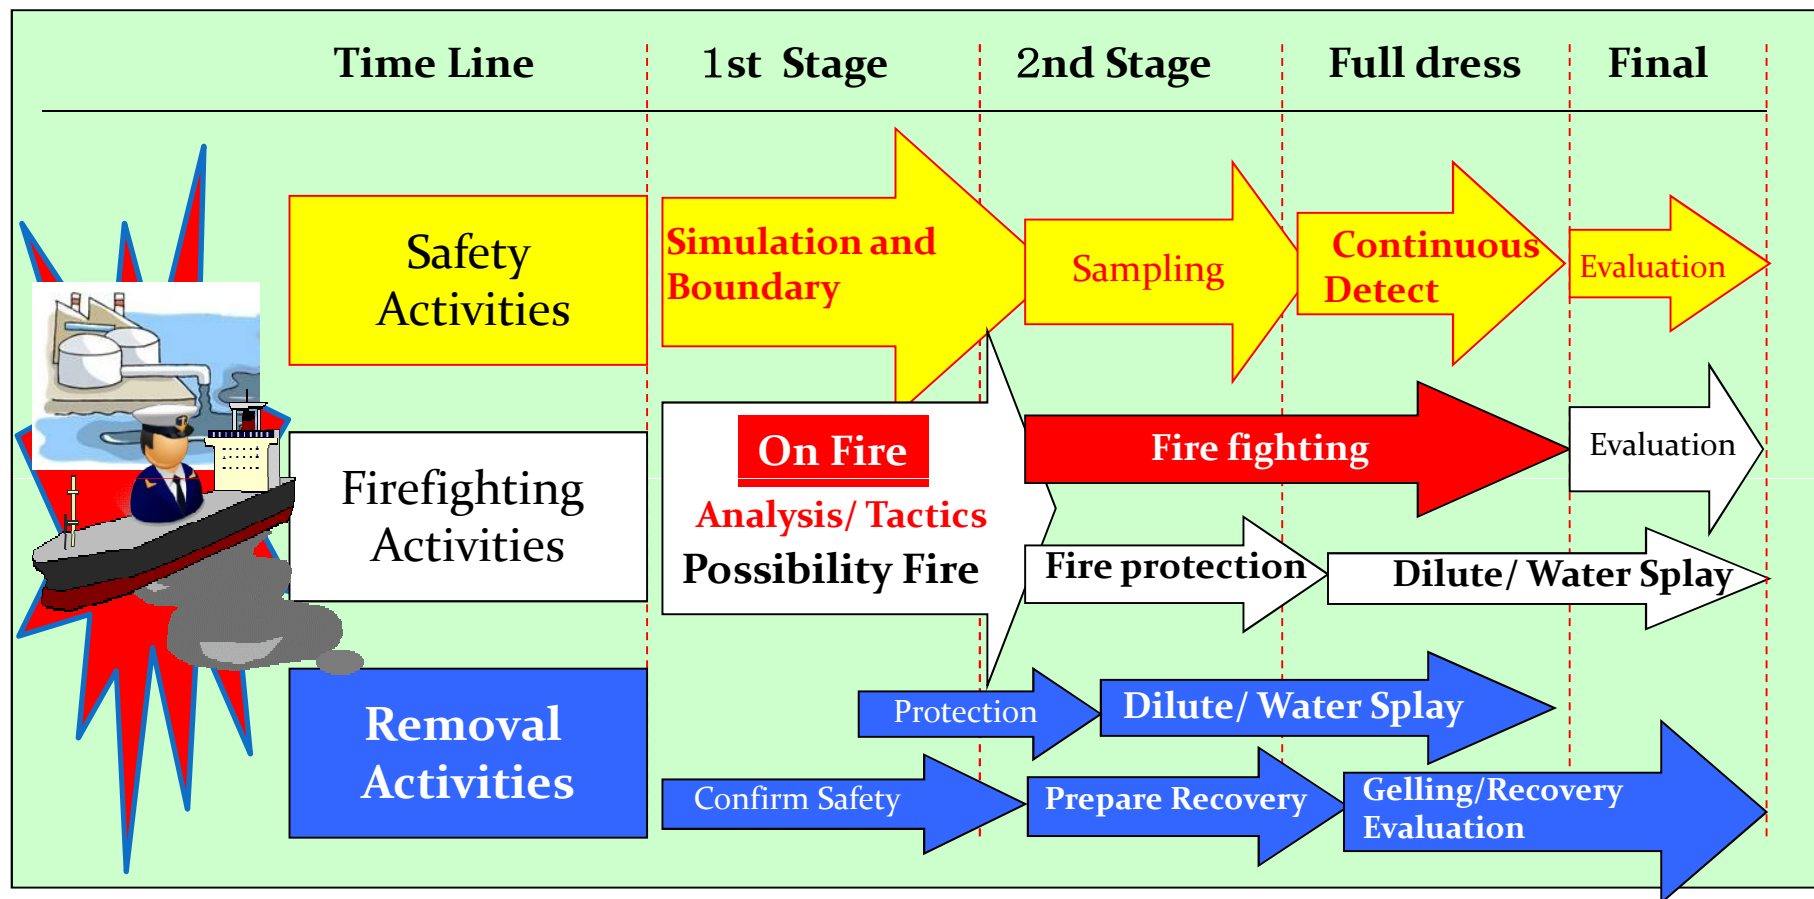 Time Line 1st Stage 2nd Stage Full dress Final
Safety
Activities
Simulation and
Boundary
Sampling
Continuous
Detect
Evaluation
Firefighting
Activities
On Fire
Analysis/ Tactics
Possibility Fire
Fire fighting
Evaluation
Fire protection
Dilute/ Water Splay
Removal
Activities
Protection
Dilute/ Water Splay
Confirm Safety
Prepare Recovery
Gelling/Recovery
Evaluation